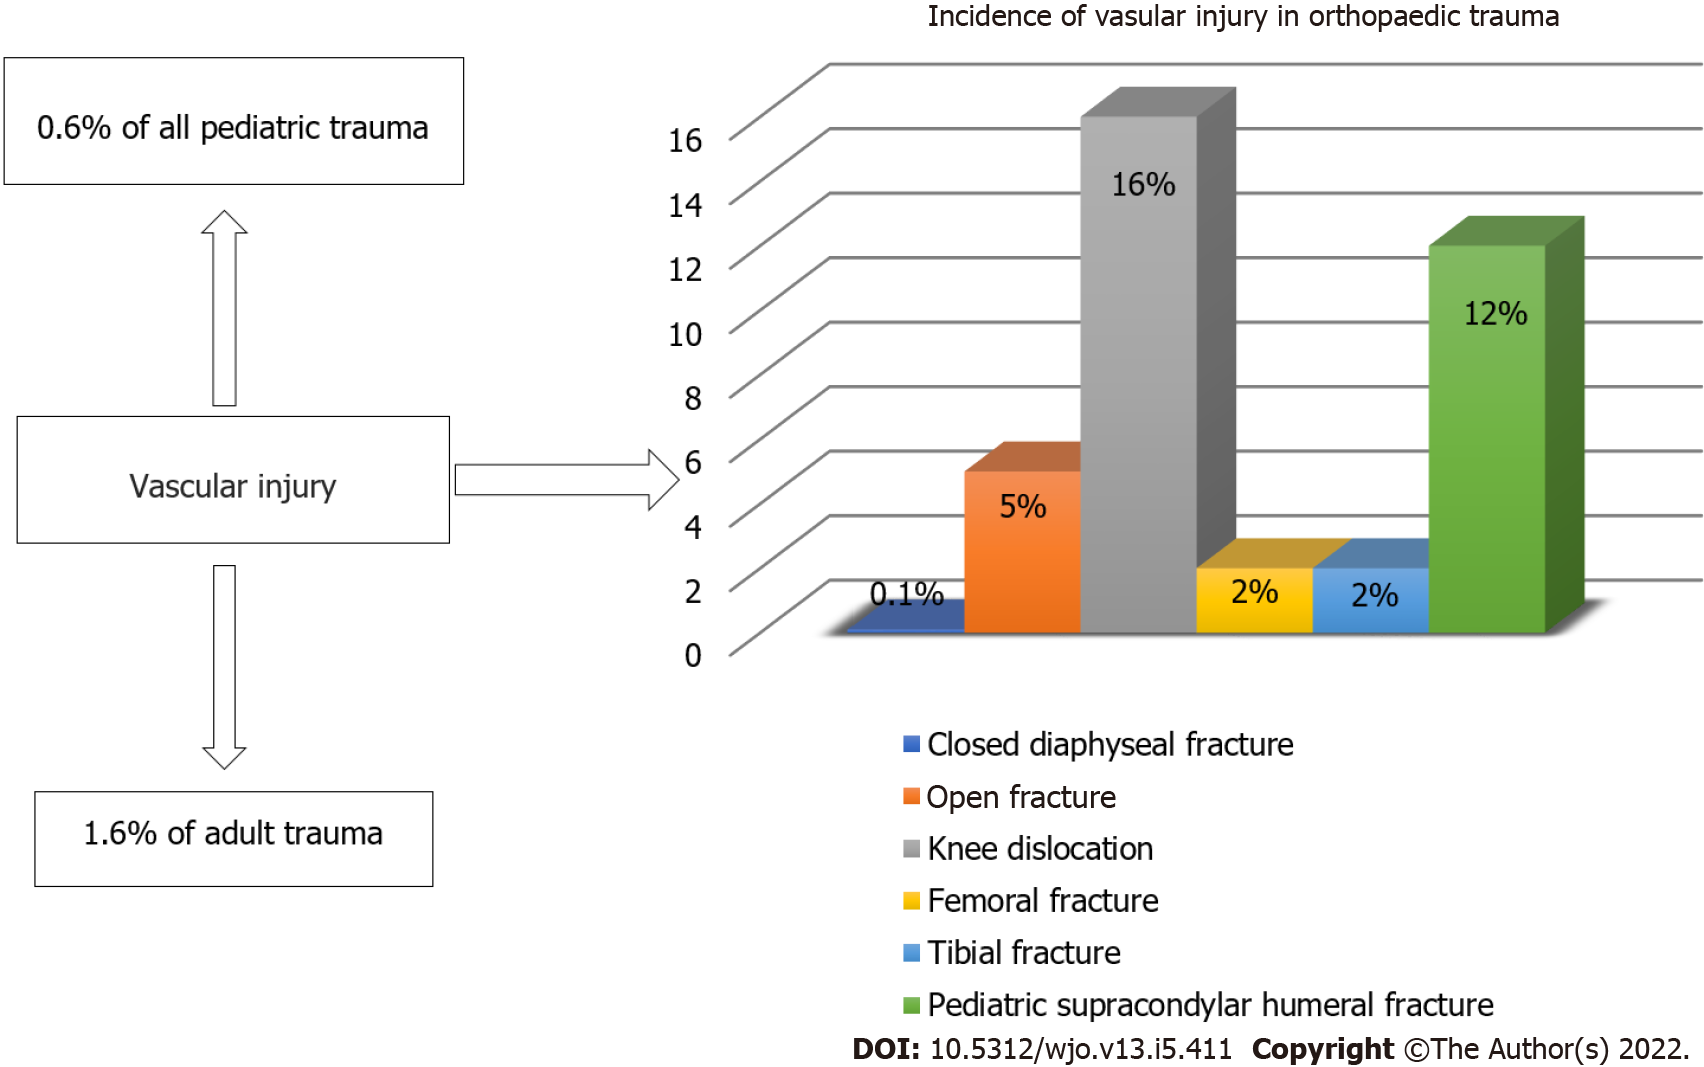 Incidence of vasular injury in orthopaedic trauma
0.6% of all pediatric trauma
Vascular injury
1.6% of adult trauma
16
14
12
10
8
6
4
2
0
0.1%
5%
16%
2%
2%
12%
Closed diaphyseal fracture
Open fracture
Knee dislocation
Femoral fracture
Tibial fracture
Pediatric supracondylar humeral fracture
DOI: 10.5312/wjo.v13.i5.411 Copyright ©The Author(s) 2022.